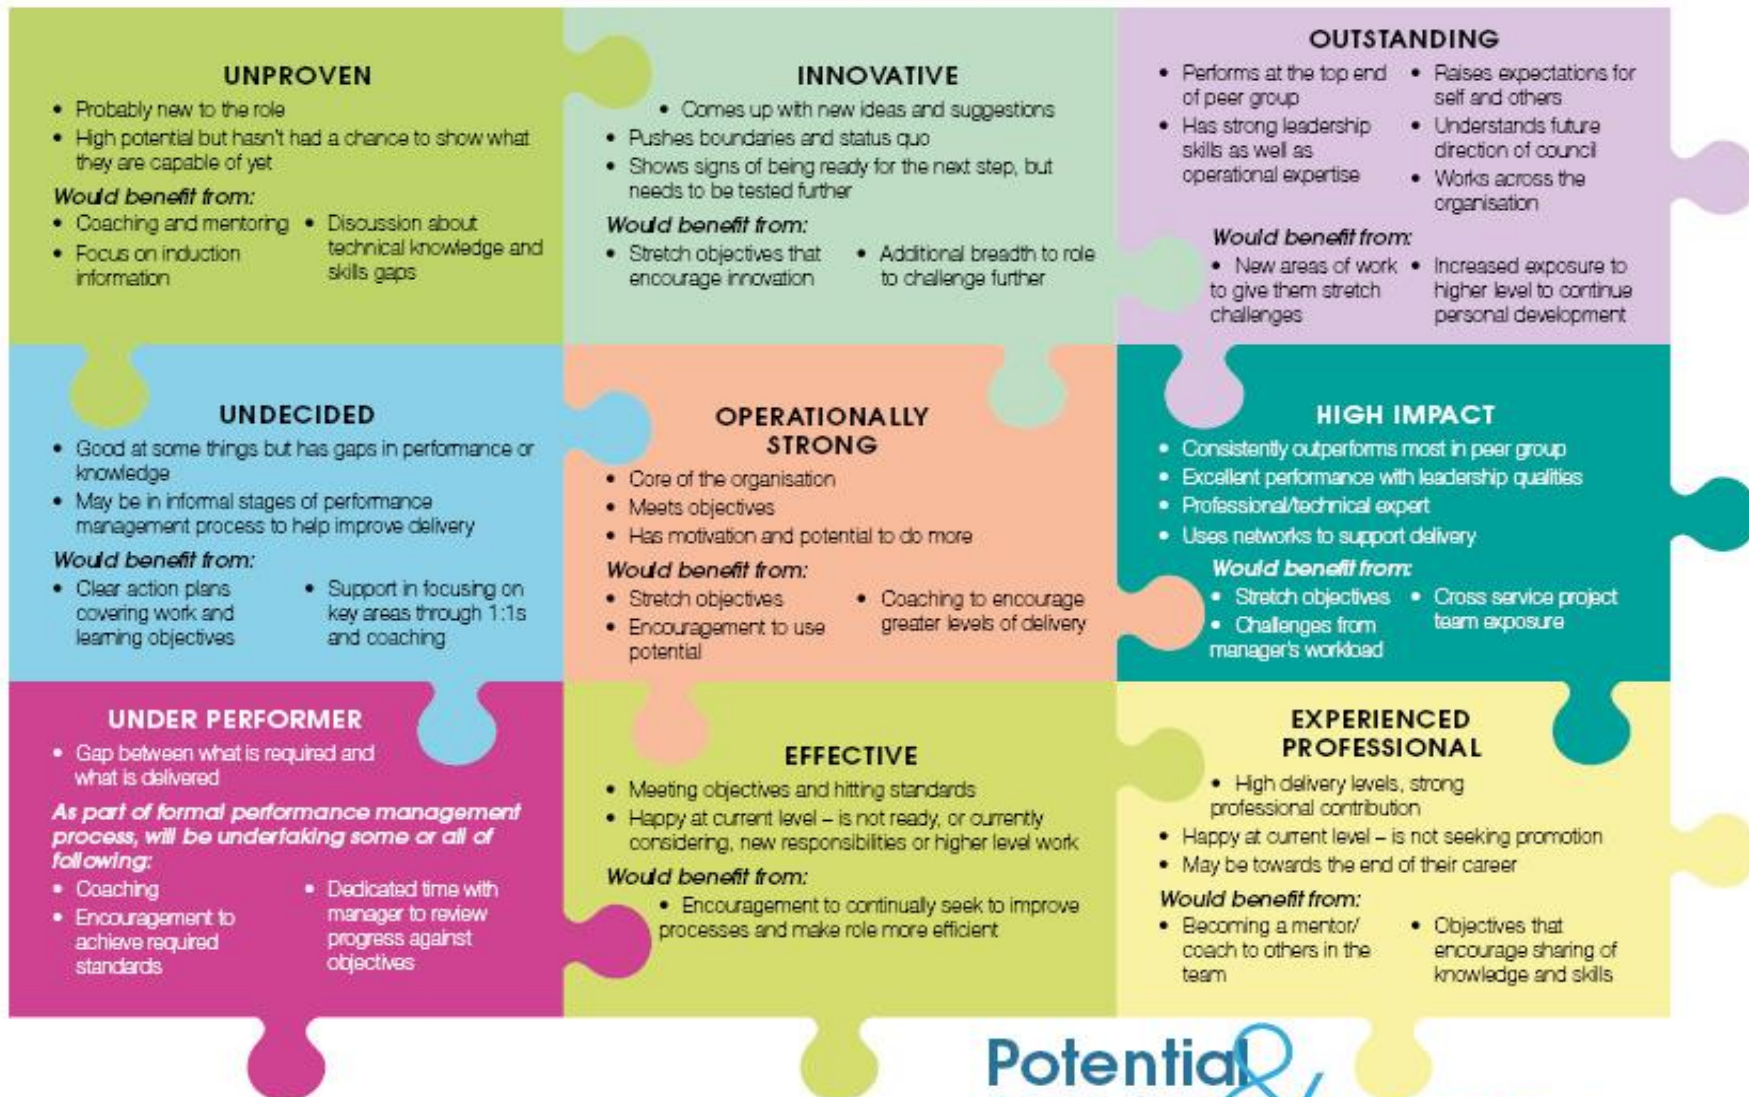 UNPROVEN
• Probably new to the role
• High potential but hasn't had a chance to show what
they are capable of yet
Would benefit from:
• Coaching and mentoring
• Focus on induction
information
• Discussion about
technical knowledge and
skills gaps
INNOVATIVE
• Comes up with new ideas and suggestions
• Pushes boundaries and status quo
• Shows signs of being ready for the next step, but
needs to be tested further
Would benefit from:
• Stretch objectives that
encourage innovation
• Additional breadth to role
to challenge further
OUTSTANDING
• Performs at the top end
of peer group
• Has strong leadership
skills as well as
operational expertise
• Raises expectations for
self and others
• Understands future
direction of council
• Works across the
organisation
Would benefit from:
• New areas of work
to give them stretch
challenges
• Increased exposure to
higher level to continue
personal development
UNDECIDED
• Good at some things but has gaps in performance or
knowledge
• May be in informal stages of performance
management process to help improve delivery
Would benefit from:
• Clear action plans
covering work and
learning objectives
• Support in focusing on
key areas through 1:1s
and coaching
OPERATIONALLY
STRONG
• Core of the organisation
• Meets objectives
• Has motivation and potential to do more
Would benefit from:
• Stretch objectives
• Encouragement to use
potential
• Coaching to encourage
greater levels of delivery
HIGH IMPACT
• Consistently outperforms most in peer group
• Excellent performance with leadership qualities
• Professional/technical expert
• Uses networks to support delivery
Would benefit from:
• Stretch objectives
• Challenges from
manager's workload
• Cross service project
team exposure
UNDER PERFORMER
• Gap between what is required and
what is delivered
As part of formal performance management
process, will be undertaking some or all of
following:
• Coaching
• Encouragement to
achieve required
standards
• Dedicated time with
manager to review
progress against
objectives
EFFECTIVE
• Meeting objectives and hitting standards
• Happy at current level – is not ready, or currently
considering, new responsibilities or higher level work
Would benefit from:
• Encouragement to continually seek to improve
processes and make role more efficient
EXPERIENCED
PROFESSIONAL
• High delivery levels, strong
professional contribution
• Happy at current level – is not seeking promotion
• May be towards the end of their career
Would benefit from:
• Becoming a mentor/
coach to others in the
team
• Objectives that
encourage sharing of
knowledge and skills
Potential &